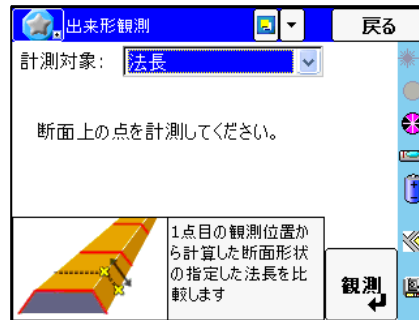 出来形観測
戻る
計測対象: 法長
断面上の点を計測してください。
1点目の観測位置か
ら計算した断面形状
の指定した法長を比
較します
観測